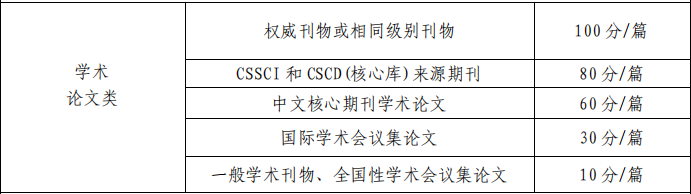 学术
论文类
权威刊物或相同级别刊物 100分/篇
CSSCI和CSCD(核心库)来源期刊 80分/篇
中文核心期刊学术论文 60分/篇
国际学术会议集论文 30分/篇
一般学术刊物、全国性学术会议集论文 10分/篇